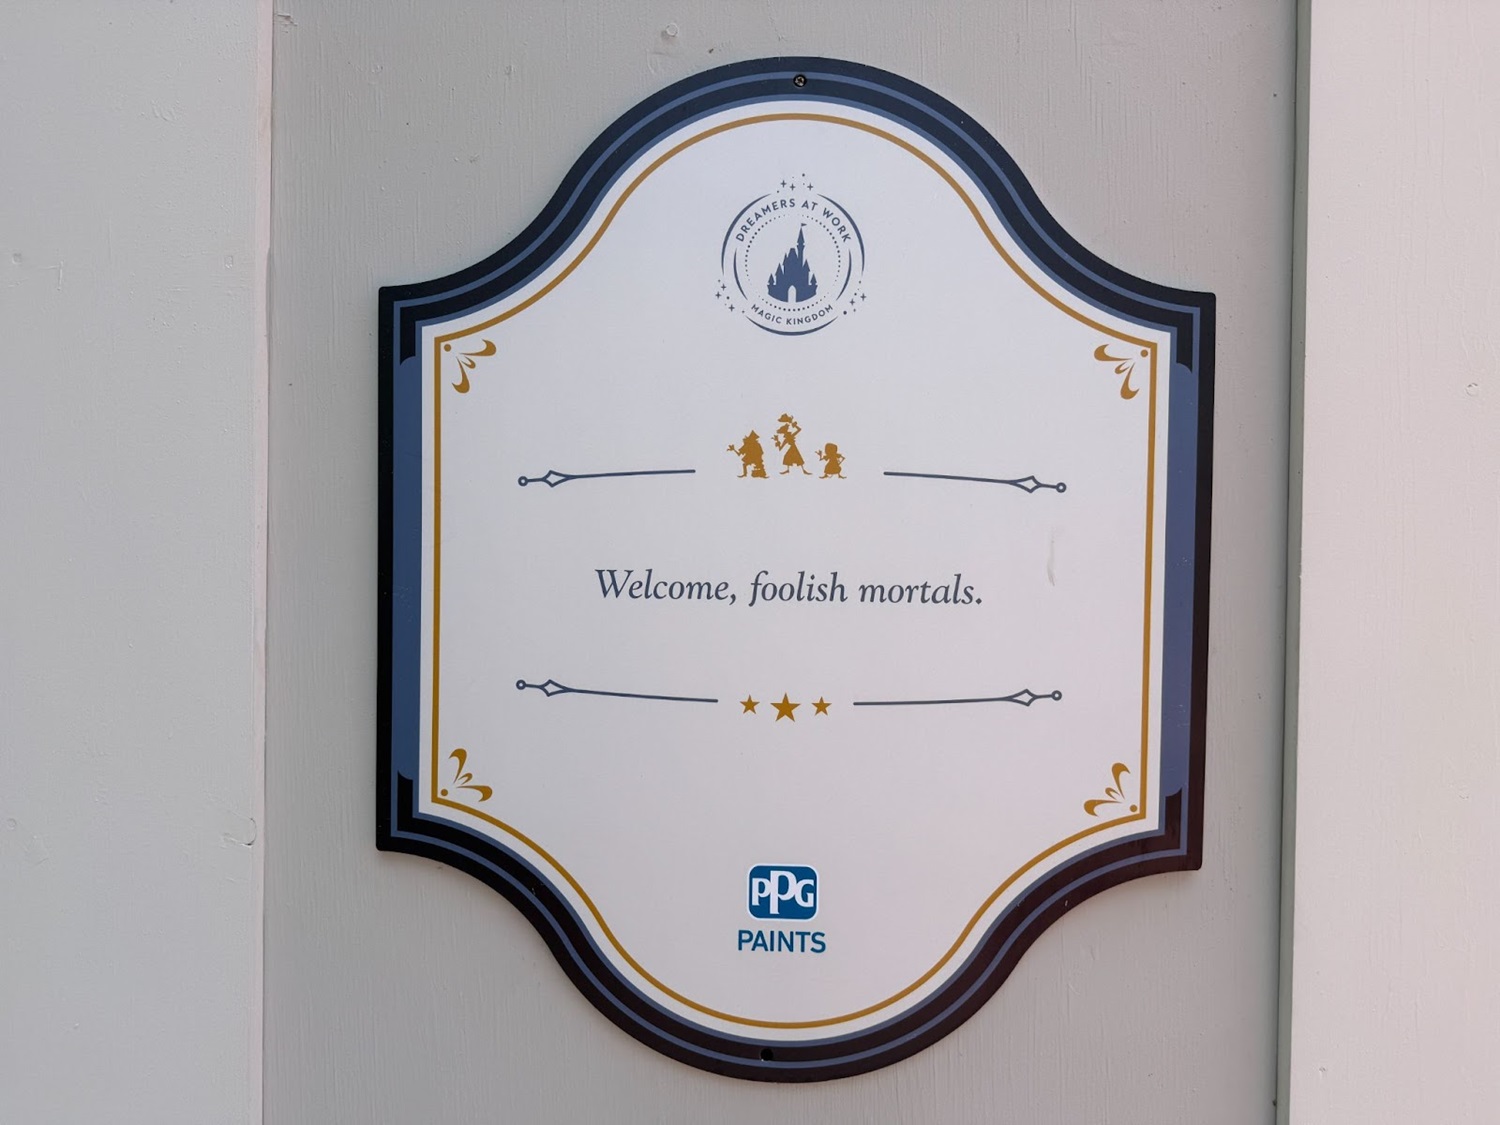 DREAMERS AT WORK
MAGIC KINGDOM
Welcome, foolish mortals.
PPG
PAINTS